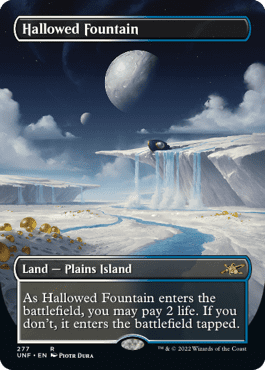 Hallowed Fountain
Land — Plains Island
As Hallowed Fountain enters the
battlefield, you may pay 2 life. If you
don't, it enters the battlefield tapped.
277 R
UNF • EN Piotr Dura
™ & © 2022 Wizards of the Coast